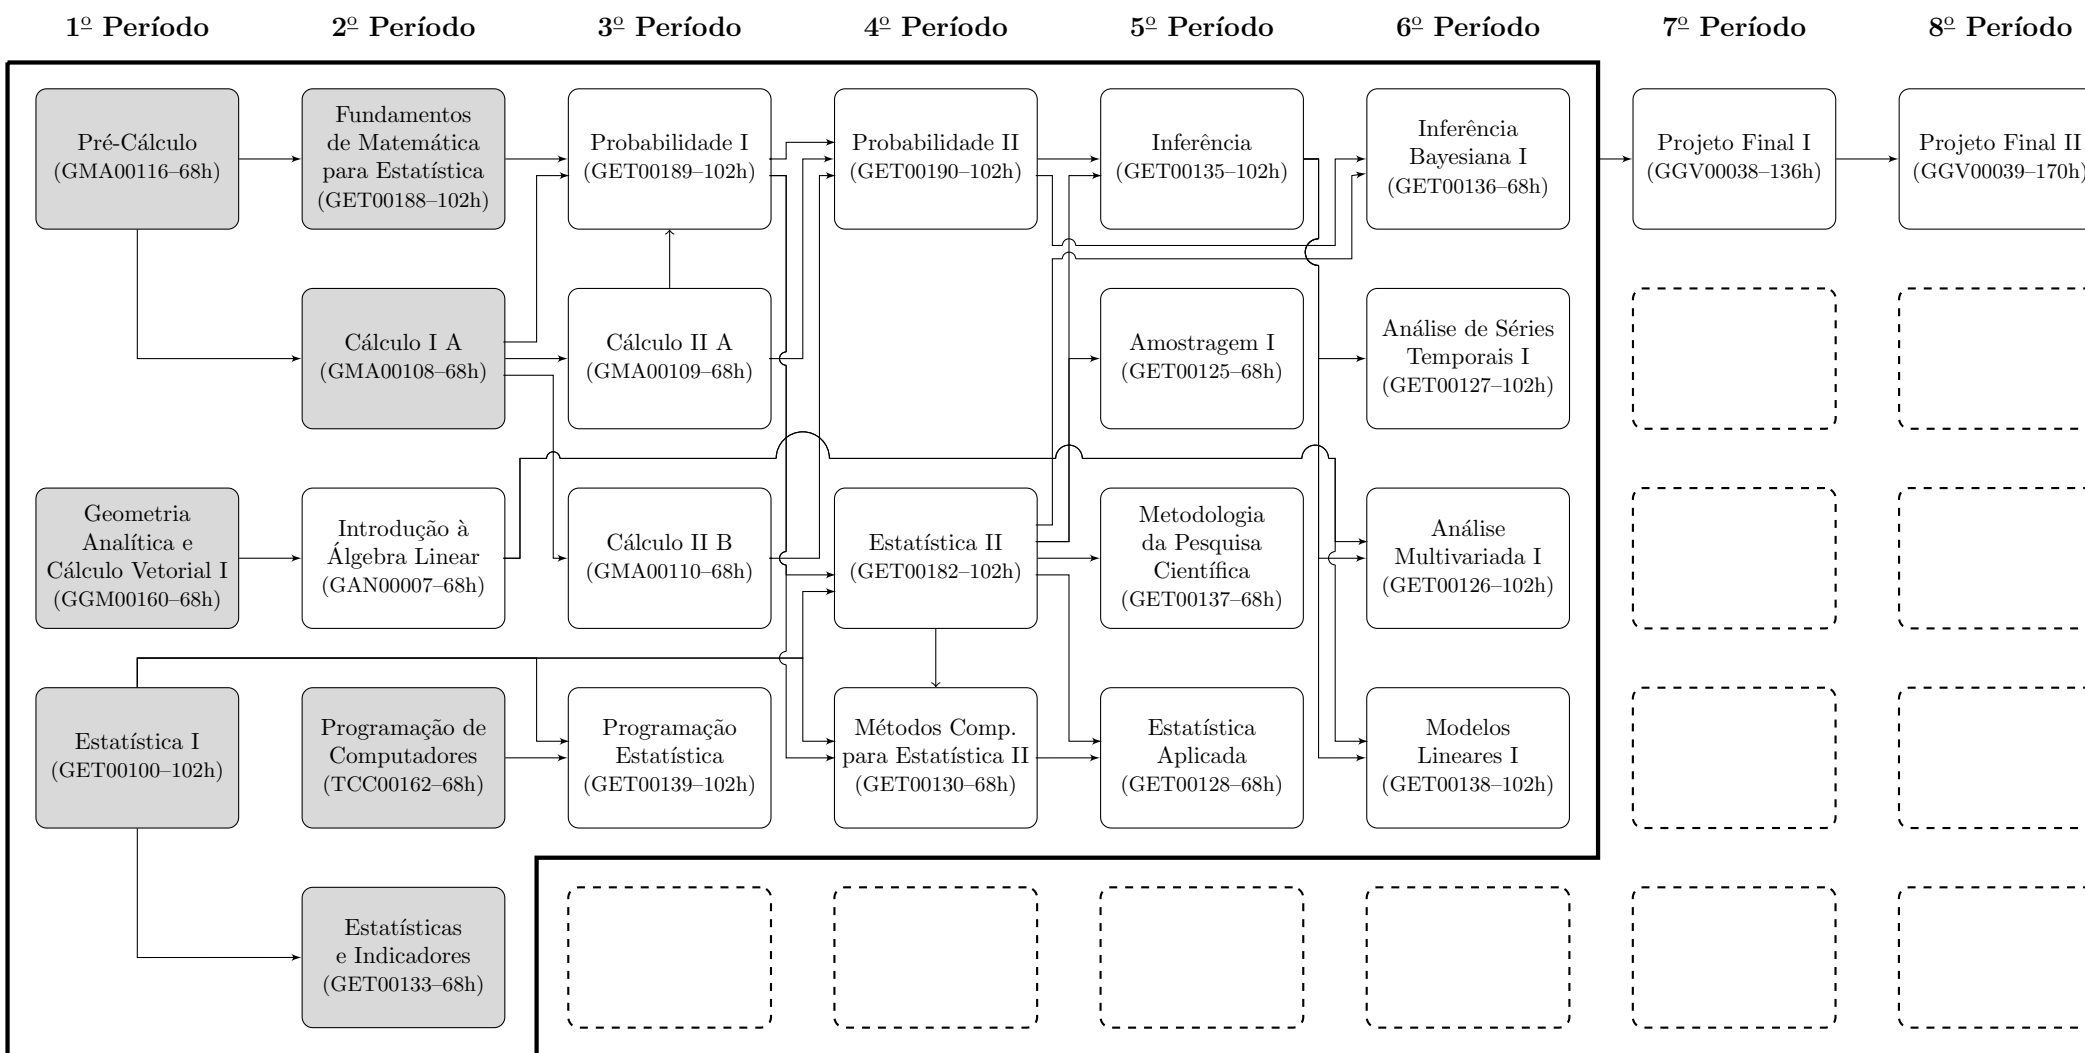 1º Período
2º Período
3º Período
4º Período
5º Período
6º Período
7º Período
8º Período
Pré-Cálculo
(GMA00116–68h)
Fundamentos
de Matemática
para Estatística
(GET00188–102h)
Probabilidade I
(GET00189–102h)
Probabilidade II
(GET00190–102h)
Inferência
(GET00135–102h)
Inferência
Bayesiana I
(GET00136–68h)
Projeto Final I
(GGV00038–136h)
Projeto Final II
(GGV00039–170h)
Cálculo I A
(GMA00108–68h)
Cálculo II A
(GMA00109–68h)
Amostragem I
(GET00125–68h)
Análise de Séries
Temporais I
(GET00127–102h)
Geometria
Analítica e
Cálculo Vetorial I
(GGM00160–68h)
Introdução à
Álgebra Linear
(GAN00007–68h)
Cálculo II B
(GMA00110–68h)
Estatística II
(GET00182–102h)
Metodologia
da Pesquisa
Científica
(GET00137–68h)
Análise
Multivariada I
(GET00126–102h)
Estatística I
(GET00100–102h)
Programação de
Computadores
(TCC00162–68h)
Programação
Estatística
(GET00139–102h)
Métodos Comp.
para Estatística II
(GET00130–68h)
Estatística
Aplicada
(GET00128–68h)
Modelos
Lineares I
(GET00138–102h)
Estatísticas
e Indicadores
(GET00133–68h)